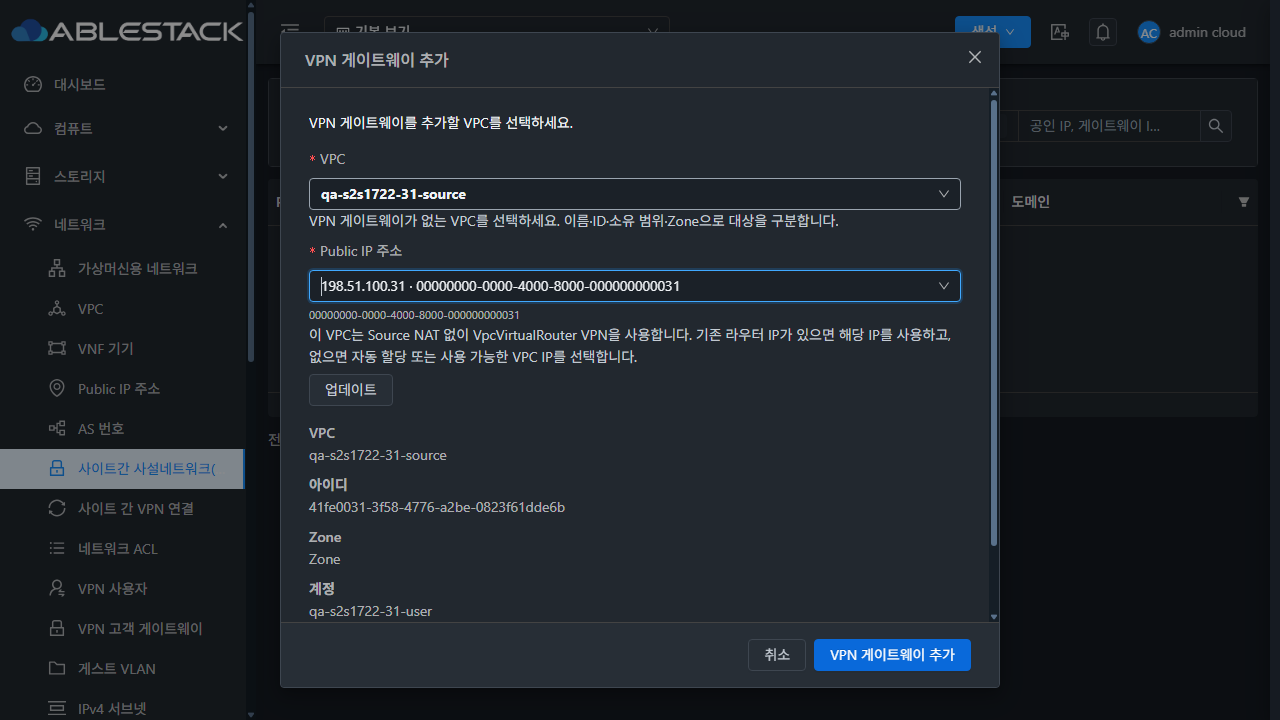 ABLESTACK
기본 보기
생성
admin cloud
AC
대시보드
컴퓨트
스토리지
네트워크
가상머신용 네트워크
VPC
VNF 기기
Public IP 주소
AS 번호
사이트간 사설네트워크(
사이트 간 VPN 연결
네트워크 ACL
VPN 사용자
VPN 고객 게이트웨이
게스트 VLAN
IPv4 서브넷
공인 IP, 게이트웨이 I...
도메인
VPN 게이트웨이 추가
VPN 게이트웨이를 추가할 VPC를 선택하세요.
* VPC
qa-s2s1722-31-source
VPN 게이트웨이가 없는 VPC를 선택하세요. 이름·ID·소유 범위·Zone으로 대상을 구분합니다.
* Public IP 주소
198.51.100.31 · 00000000-0000-4000-8000-000000000031
00000000-0000-4000-8000-000000000031
이 VPC는 Source NAT 없이 VpcVirtualRouter VPN을 사용합니다. 기존 라우터 IP가 있으면 해당 IP를 사용하고,
없으면 자동 할당 또는 사용 가능한 VPC IP를 선택합니다.
업데이트
VPC
qa-s2s1722-31-source
아이디
41fe0031-3f58-4776-a2be-0823f61dde6b
Zone
Zone
계정
qa-s2s1722-31-user
취소
VPN 게이트웨이 추가